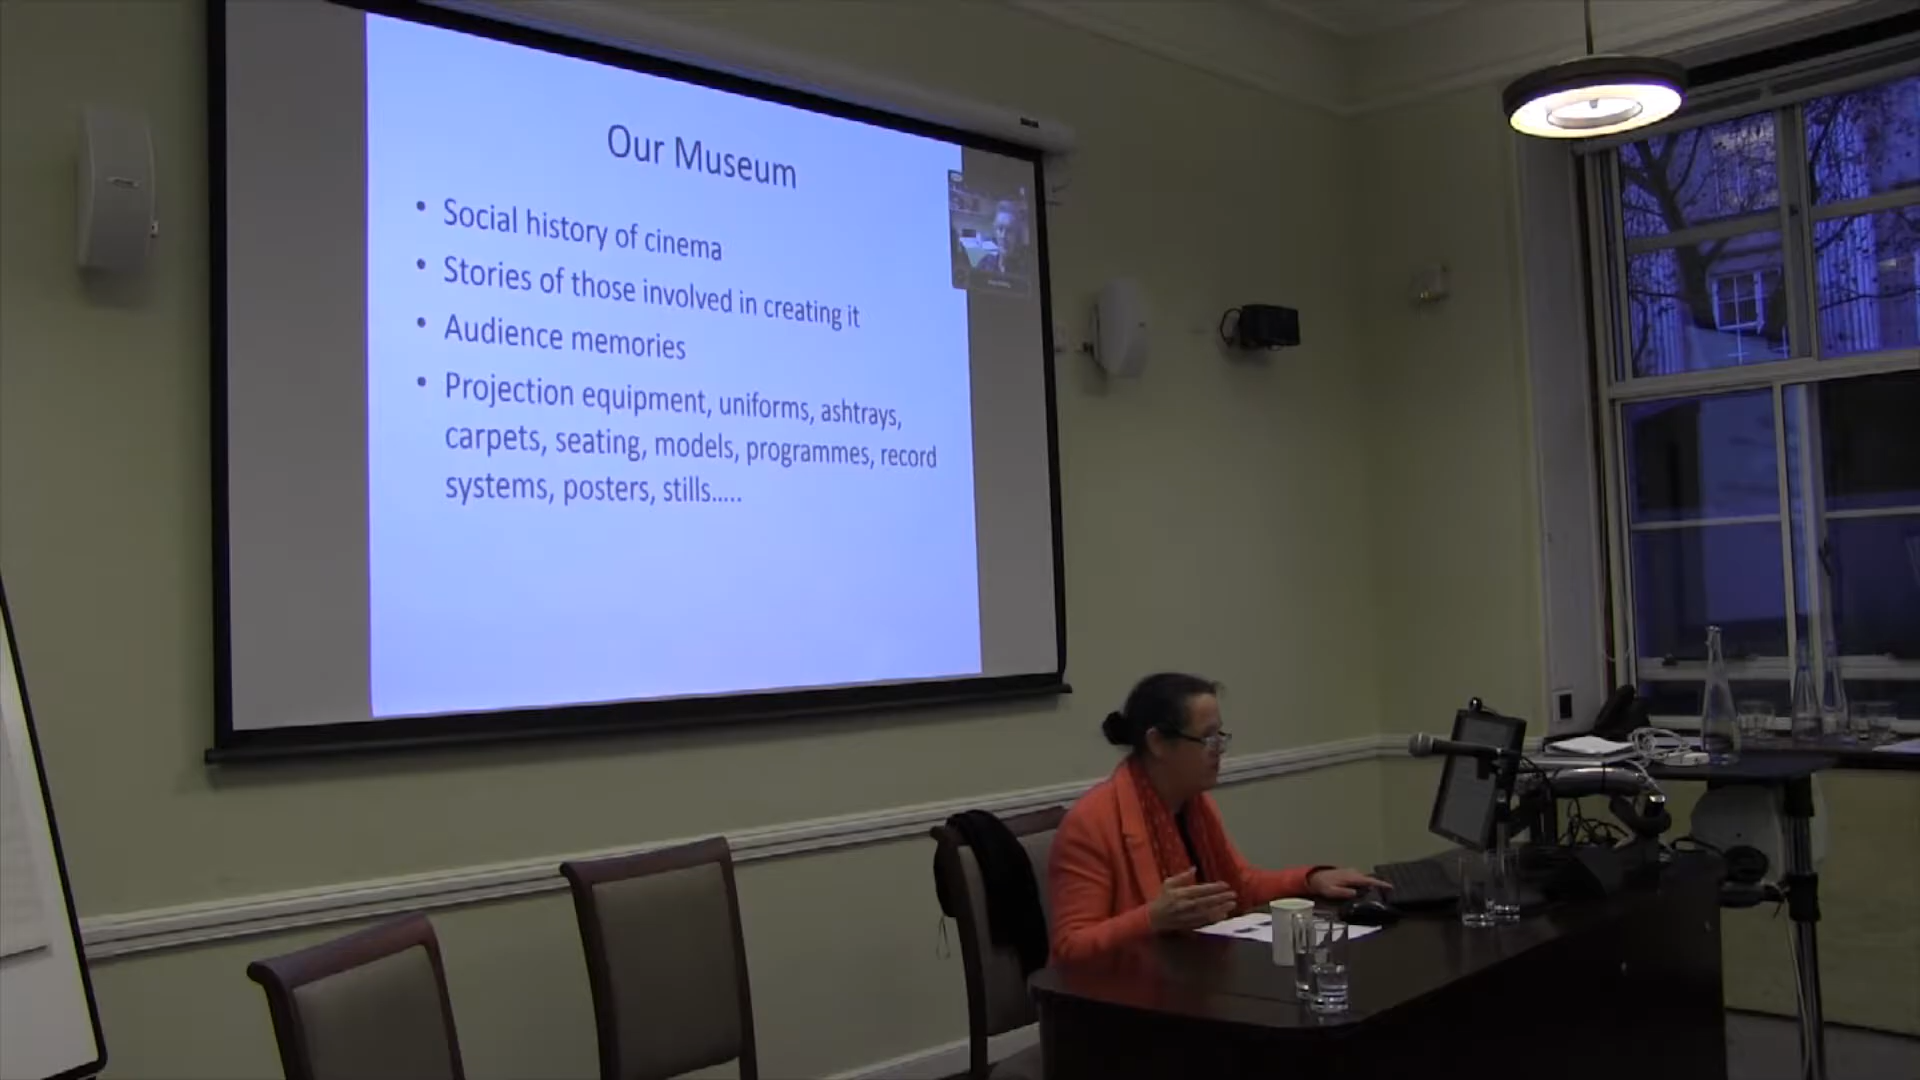 Our Museum
• Social history of cinema
• Stories of those involved in creating it
• Audience memories
• Projection equipment, uniforms, ashtrays,
carpets, seating, models, programmes, record
systems, posters, stills.....